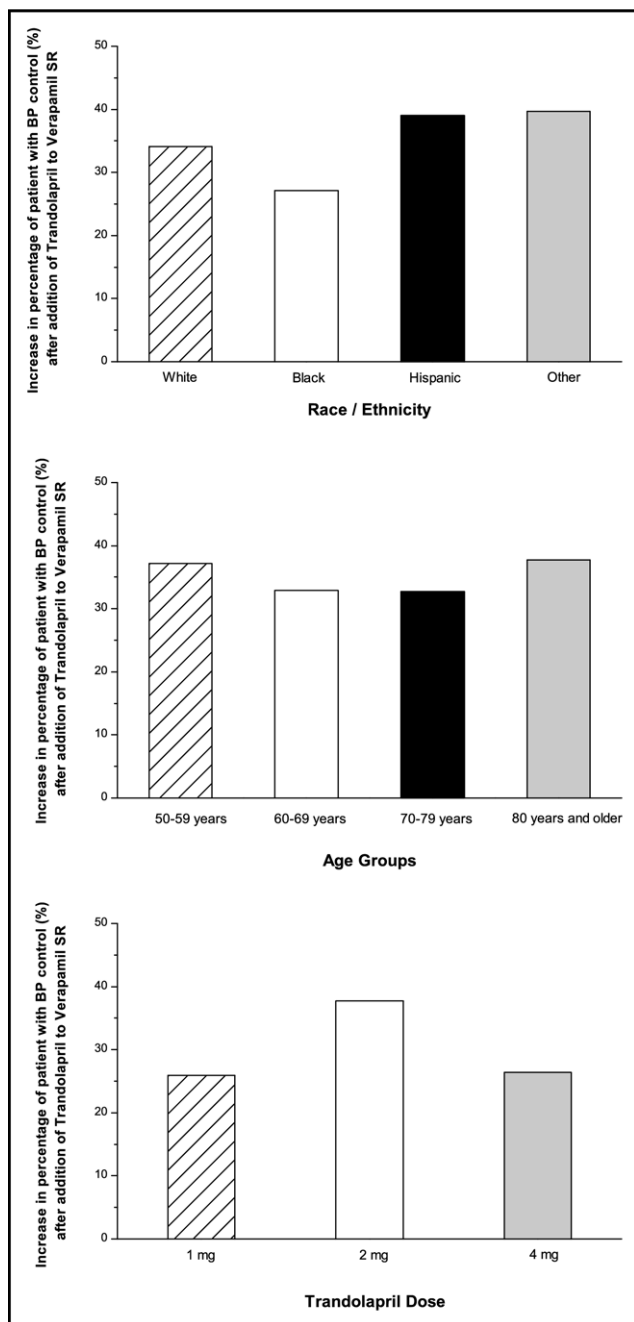 Increase in percentage of patient with BP control (%)
after addition of Trandolapril to Verapamil SR
50
40
30
20
10
0
White Black Hispanic Other
Race / Ethnicity
Increase in percentage of patient with BP control (%)
after addition of Trandolapril to Verapamil SR
50
40
30
20
10
0
50-59 years 60-69 years 70-79 years 80 years and older
Age Groups
Increase in percentage of patient with BP control (%)
after addition of Trandolapril to Verapamil SR
50
40
30
20
10
0
1 mg 2 mg 4 mg
Trandolapril Dose